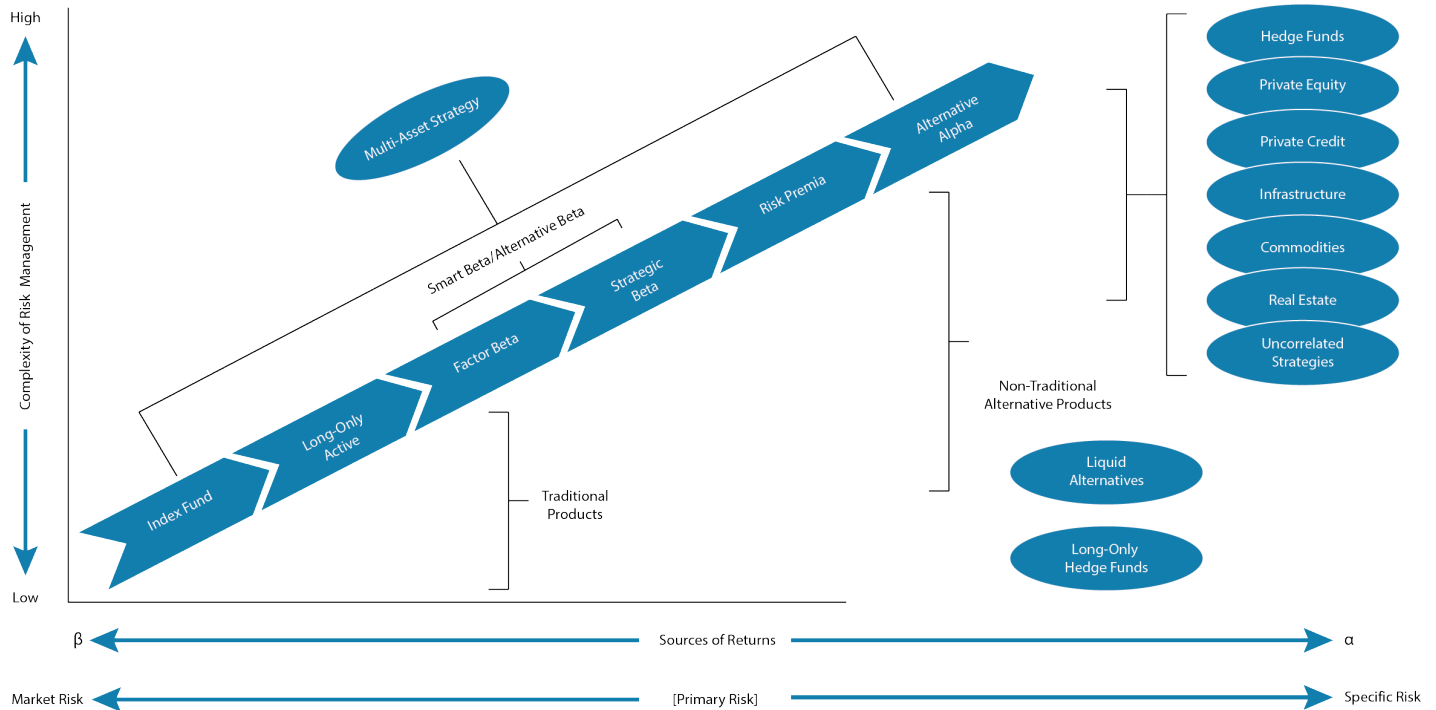 High
Complexity of Risk Management
Low
Multi-Asset Strategy
Smart Beta/Alternative Beta
Index Fund
Long-Only
Active
Factor Beta
Strategic
Beta
Risk Premia
Alternative
Alpha
Traditional
Products
Non-Traditional
Alternative Products
Liquid
Alternatives
Long-Only
Hedge Funds
Hedge Funds
Private Equity
Private Credit
Infrastructure
Commodities
Real Estate
Uncorrelated
Strategies
β Sources of Returns α
Market Risk [Primary Risk] Specific Risk